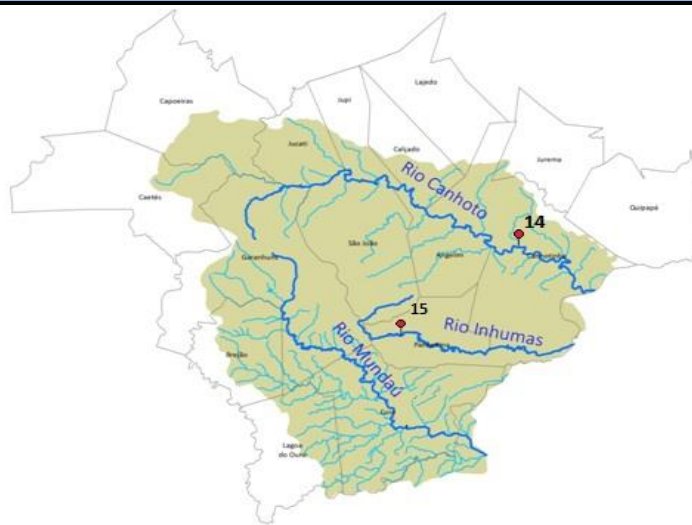 Lajedo
Capoeiras
Jupi
Jucati
Calçado
Jurema
Rio Canhoto
Caetés
Quipapá
14
São João
Angelim
Garanhuns
15
Rio Inhumas
Rio Mundaú
Brejão
Lagoa
do Ouro